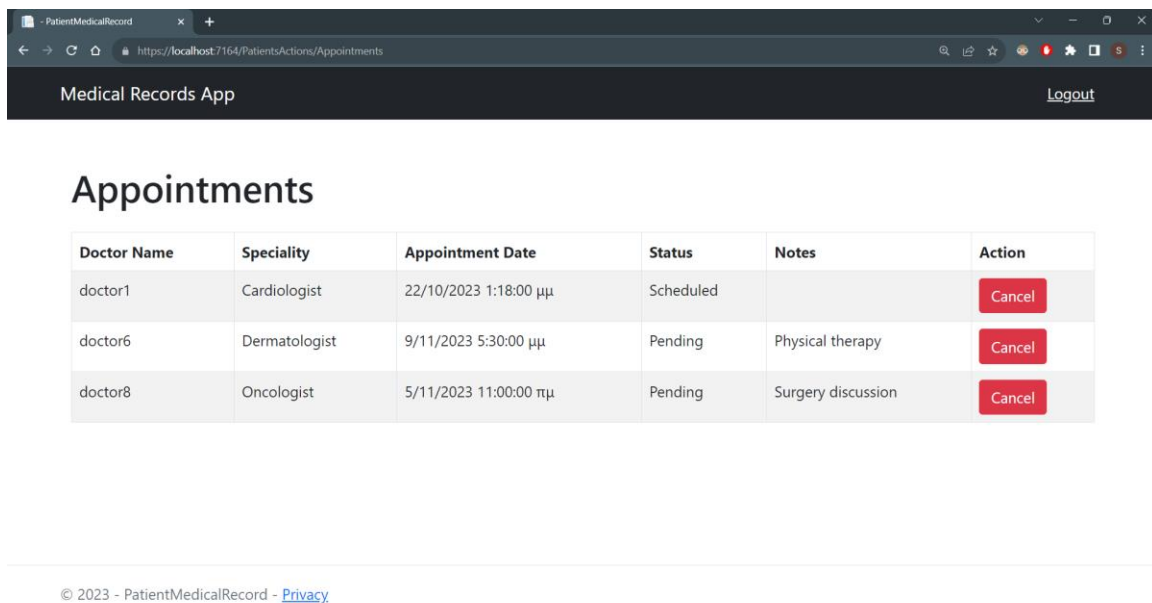 - PatientMedicalRecord
https://localhost:7164/PatientsActions/Appointments
S
Medical Records App Logout
Appointments
Doctor Name Speciality Appointment Date Status Notes Action
doctor1 Cardiologist 22/10/2023 1:18:00 μμ Scheduled Cancel
doctor6 Dermatologist 9/11/2023 5:30:00 μμ Pending Physical therapy Cancel
doctor8 Oncologist 5/11/2023 11:00:00 πμ Pending Surgery discussion Cancel
© 2023 - PatientMedicalRecord - Privacy